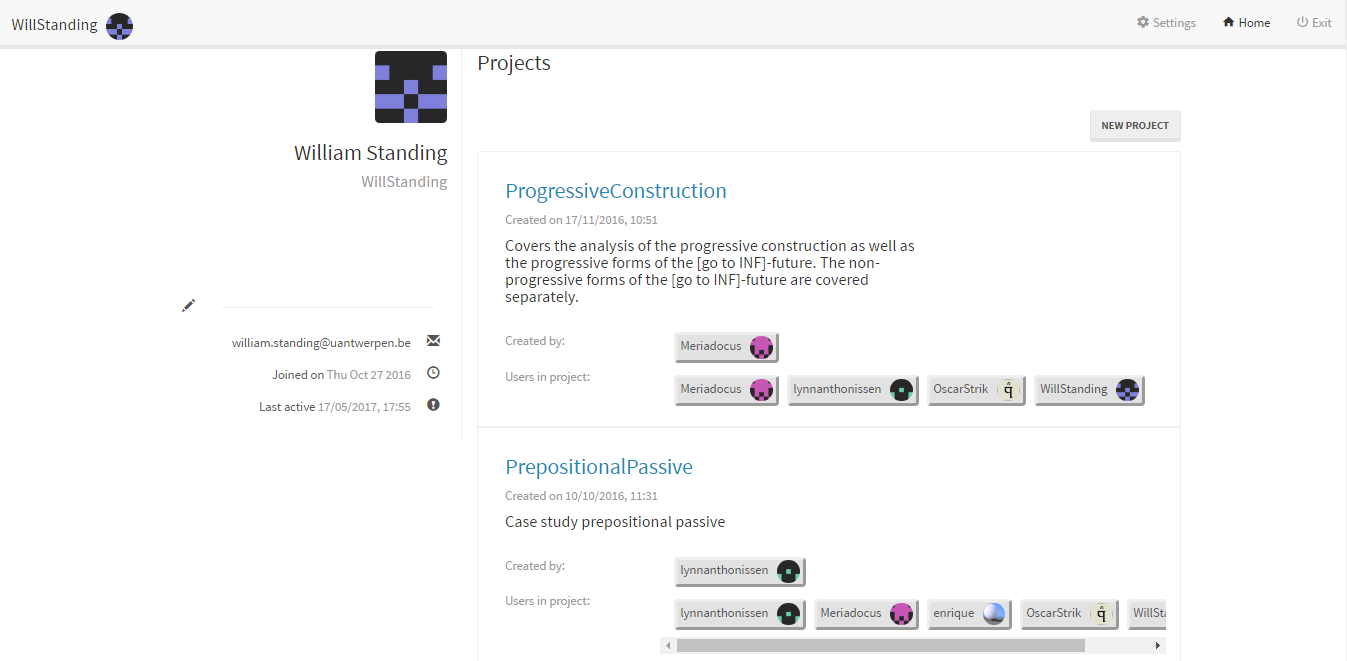 WillStanding
Settings Home Exit
William Standing
WillStanding
william.standing@uantwerpen.be
Joined on Thu Oct 27 2016
Last active 17/05/2017, 17:55
Projects
NEW PROJECT
ProgressiveConstruction
Created on 17/11/2016, 10:51
Covers the analysis of the progressive construction as well as
the progressive forms of the [go to INF]-future. The non-
progressive forms of the [go to INF]-future are covered
separately.
Created by: Meriadocus
Users in project: Meriadocus lynnanthonissen OscarStrik q̂ WillStanding
PrepositionalPassive
Created on 10/10/2016, 11:31
Case study prepositional passive
Created by: lynnanthonissen
Users in project: lynnanthonissen Meriadocus enrique OscarStrik q̂ WillSta